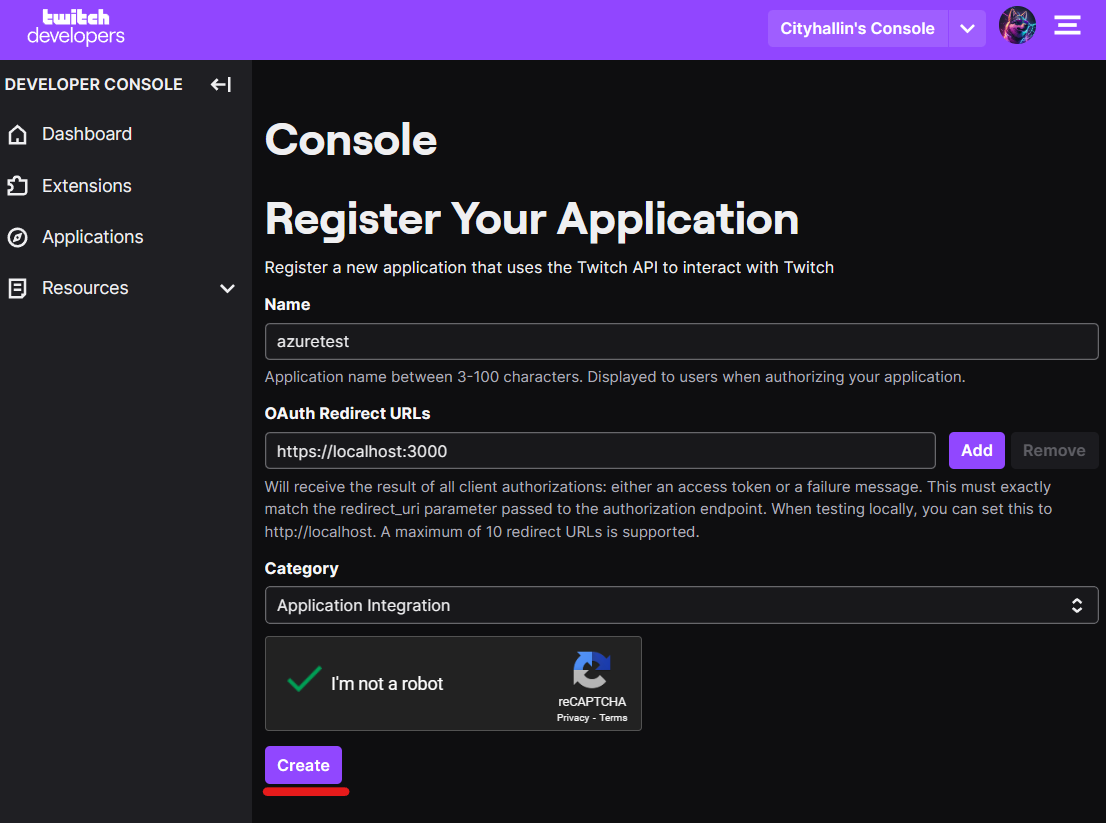 twitch
developers
Cityhallin's Console
DEVELOPER CONSOLE
Dashboard
Extensions
Applications
Resources
Console
Register Your Application
Register a new application that uses the Twitch API to interact with Twitch
Name
azuretest
Application name between 3-100 characters. Displayed to users when authorizing your application.
OAuth Redirect URLs
https://localhost:3000
Add
Remove
Will receive the result of all client authorizations: either an access token or a failure message. This must exactly
match the redirect_uri parameter passed to the authorization endpoint. When testing locally, you can set this to
http://localhost. A maximum of 10 redirect URLs is supported.
Category
Application Integration
I'm not a robot
reCAPTCHA
Privacy - Terms
Create